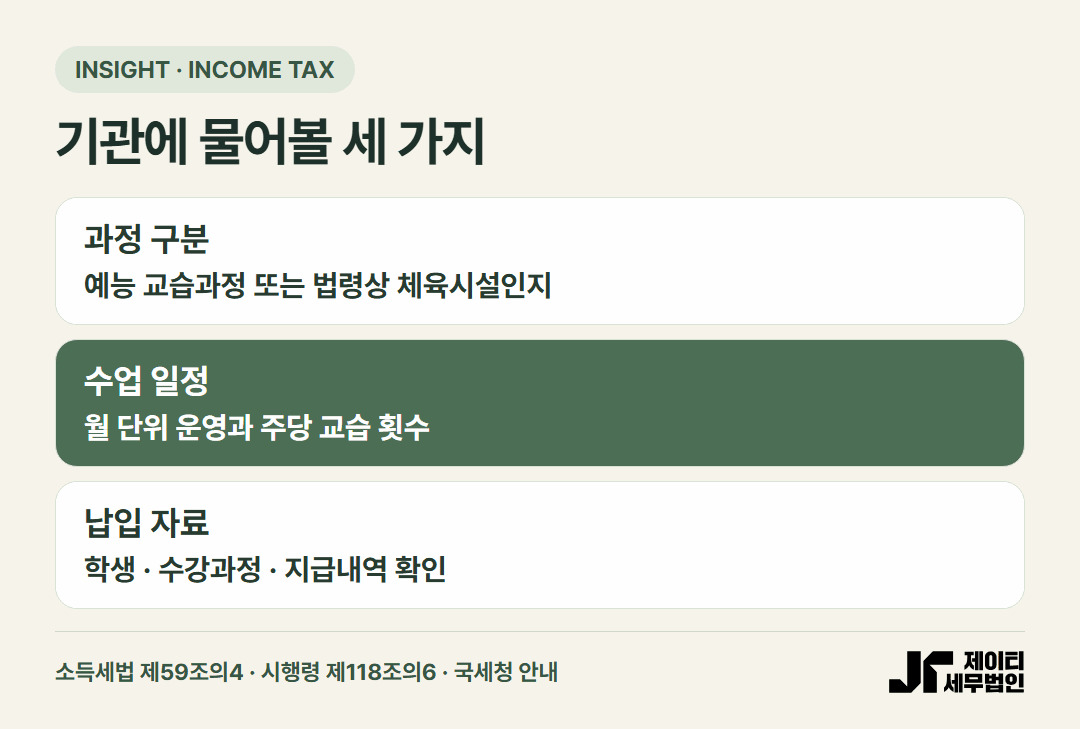 INSIGHT · INCOME TAX
기관에 물어볼 세 가지
과정 구분
예능 교습과정 또는 법령상 체육시설인지
수업 일정
월 단위 운영과 주당 교습 횟수
납입 자료
학생 · 수강과정 · 지급내역 확인
소득세법 제59조의4 · 시행령 제118조의6 · 국세청 안내
JT 제이티
세무법인